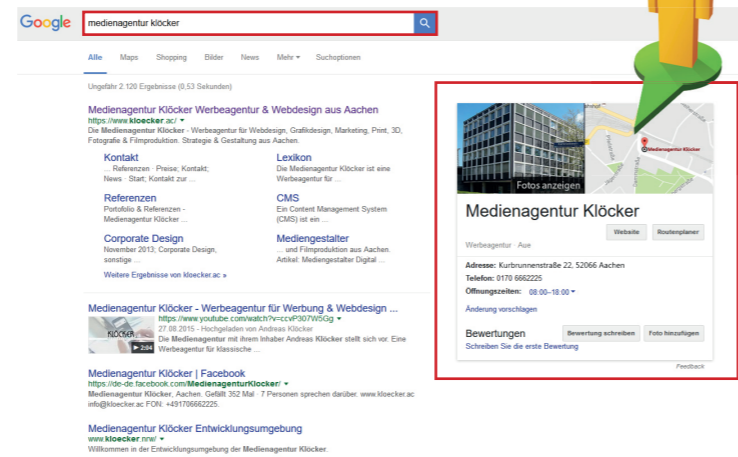 Google medienagentur klöcker
Alle Maps Shopping Bilder News Mehr Suchoptionen
Ungefähr 2 120 Ergebnisse (0,53 Sekunden)
Medienagentur Klöcker Werbeagentur & Webdesign aus Aachen
https://www.kloecker.ac/
Die Medienagentur Klöcker - Werbeagentur für Webdesign, Grafikdesign, Marketing, Print, 3D,
Fotografie & Filmproduktion. Strategie & Gestaltung aus Aachen.
Kontakt
... Referenzen · Preise; Kontakt;
News · Start; Kontakt zur ...
Lexikon
Die Medienagentur Klöcker ist eine
Werbeagentur für ...
Referenzen
Portofolio & Referenzen -
Medienagentur Klöcker ...
CMS
Ein Content Management System
(CMS) ist ein ...
Corporate Design
November 2013; Corporate Design,
sonstige ...
Mediengestalter
... und Filmproduktion aus Aachen.
Artikel: Mediengestalter Digital ...
Weitere Ergebnisse von kloecker.ac »
Medienagentur Klöcker - Werbeagentur für Werbung & Webdesign ...
https://www.youtube.com/watch?v=ccvP307W5Gg
27.08.2015 - Hochgeladen von Andreas Klöcker
Die Medienagentur mit ihrem Inhaber Andreas Klöcker stellt sich vor. Eine
Werbeagentur für klassische ...
KLÖCKER
2:04
Medienagentur Klöcker | Facebook
https://de-de.facebook.com/MedienagenturKlocker/
Medienagentur Klöcker, Aachen. Gefällt 352 Mal · 7 Personen sprechen darüber. www.kloecker.ac
info@kloecker.ac FON: +491706662225.
Medienagentur Klöcker Entwicklungsumgebung
www.kloecker.nrw/
Willkommen in der Entwicklungsumgebung der Medienagentur Klöcker.
Fotos anzeigen
Medienagentur Klöcker
Medienagentur Klöcker
Website Routenplaner
Werbeagentur · Aue
Adresse: Kurbrunnenstraße 22, 52066 Aachen
Telefon: 0170 6662225
Öffnungszeiten: 08:00–18:00
Änderung vorschlagen
Bewertungen Bewertung schreiben Foto hinzufügen
Schreiben Sie die erste Bewertung
Feedback